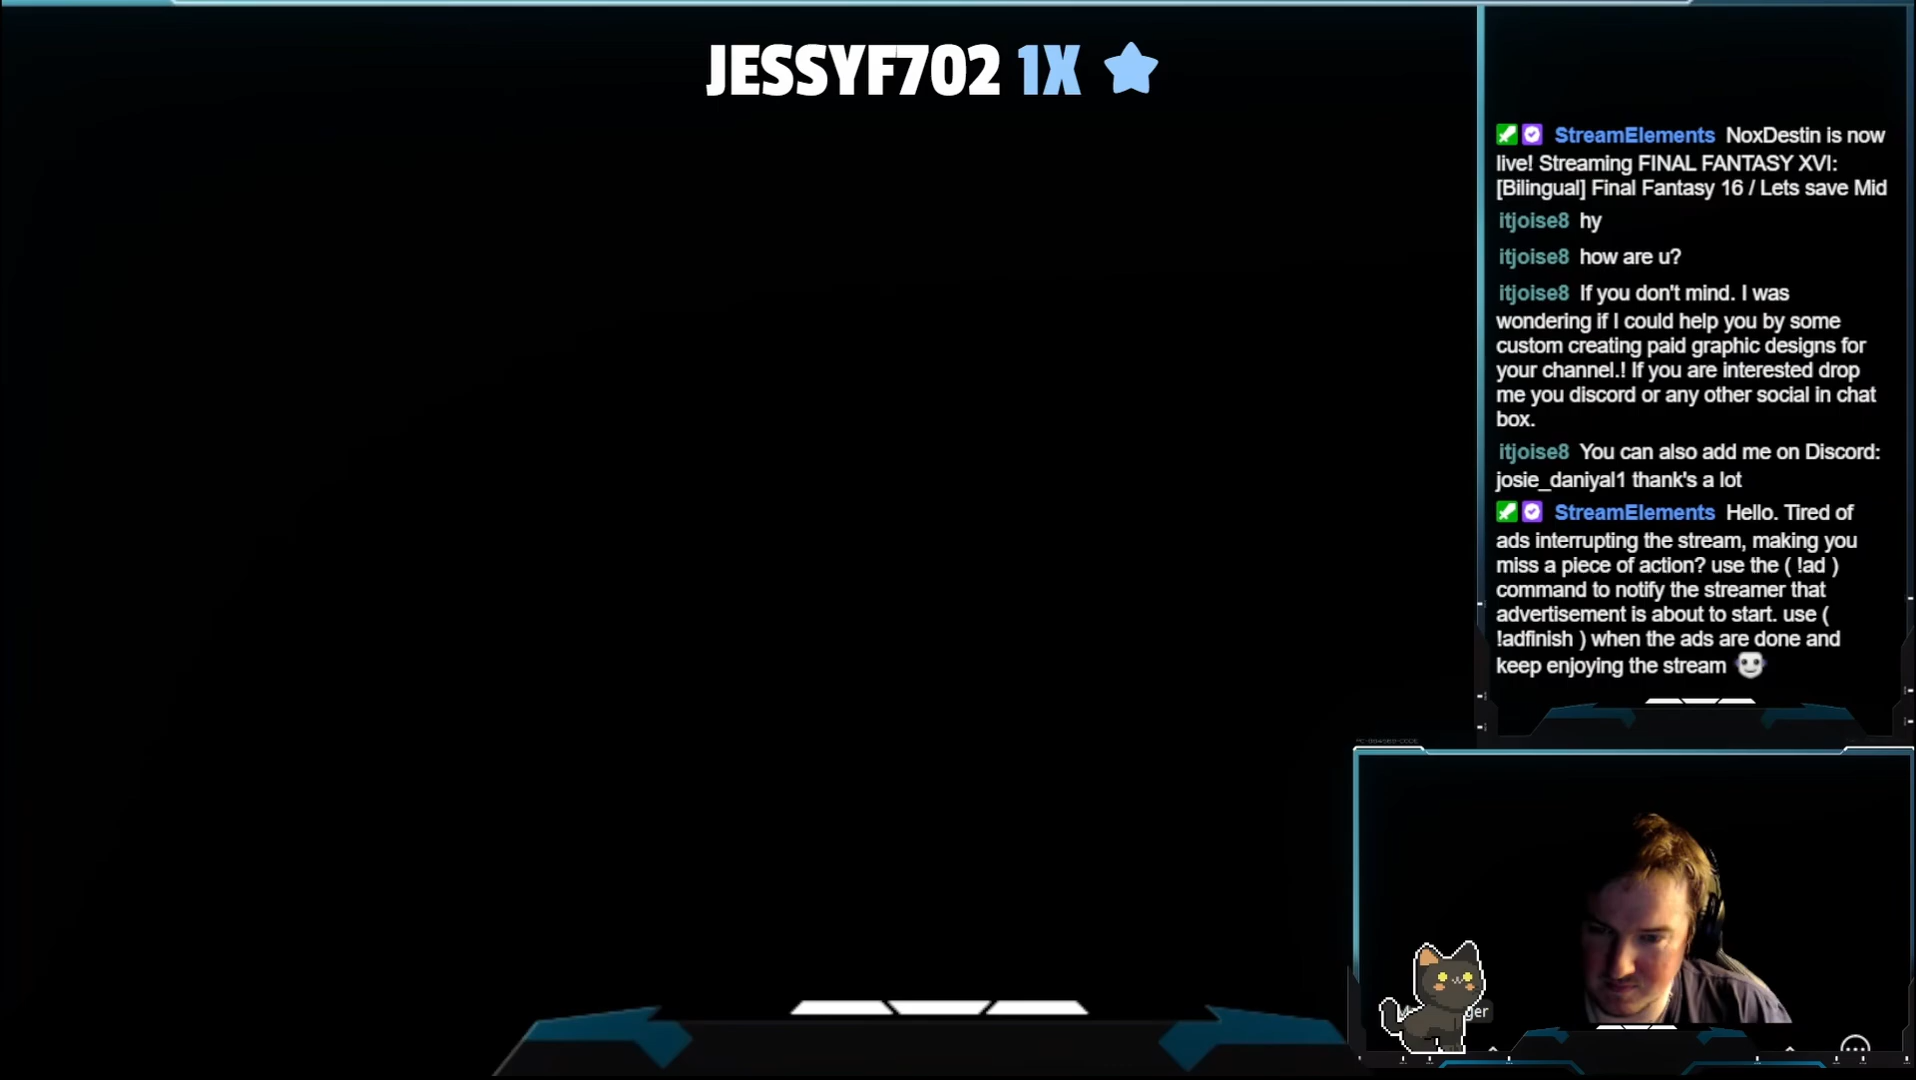 JESSYF702 1X
StreamElements NoxDestin is now
live! Streaming FINAL FANTASY XVI:
[Bilingual] Final Fantasy 16 / Lets save Mid
itjoise8 hy
itjoise8 how are u?
itjoise8 If you don't mind. I was
wondering if I could help you by some
custom creating paid graphic designs for
your channel.! If you are interested drop
me you discord or any other social in chat
box.
itjoise8 You can also add me on Discord:
josie_daniyal1 thank's a lot
StreamElements Hello. Tired of
ads interrupting the stream, making you
miss a piece of action? use the ( !ad )
command to notify the streamer that
advertisement is about to start. use (
!adfinish ) when the ads are done and
keep enjoying the stream